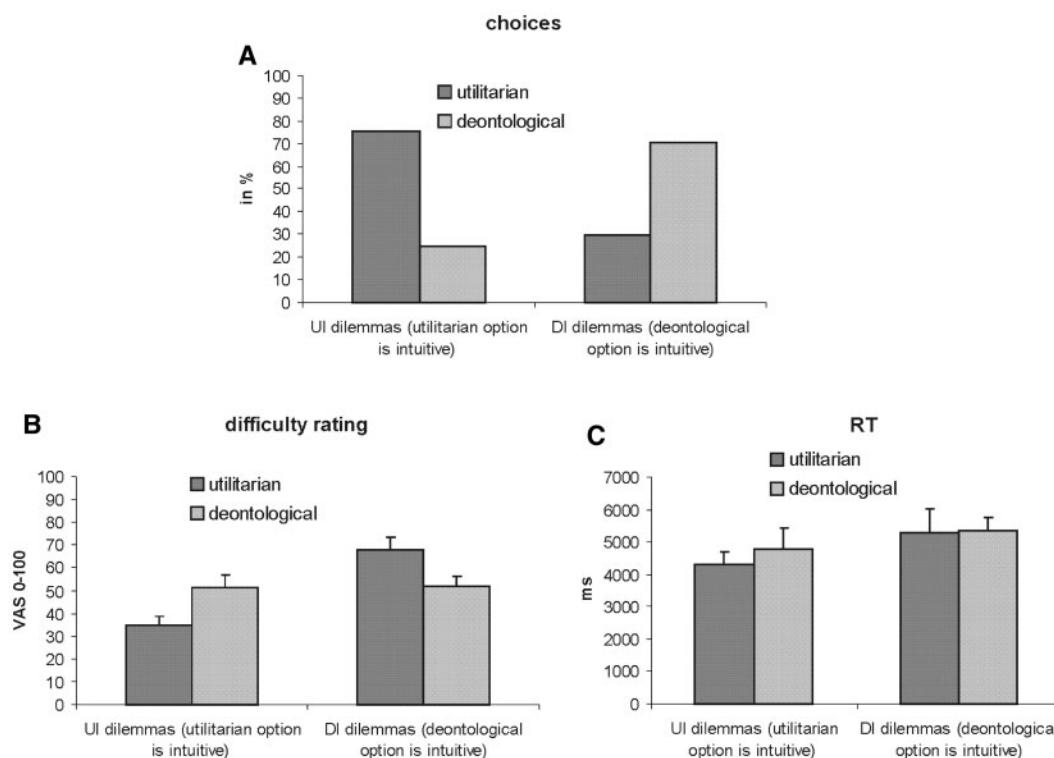 choices
A
100
90
80
70
60
50
40
30
20
10
0
in %
utilitarian
deontological
UI dilemmas (utilitarian option
is intuitive)
DI dilemmas (deontological
option is intuitive)
B
difficulty rating
100
90
80
70
60
50
40
30
20
10
0
VAS 0-100
utilitarian
deontological
UI dilemmas (utilitarian option
is intuitive)
DI dilemmas (deontological
option is intuitive)
C
RT
7000
6000
5000
4000
3000
2000
1000
0
ms
utilitarian
deontological
UI dilemmas (utilitarian
option is intuitive)
DI dilemmas (deontologica
option is intuitive)